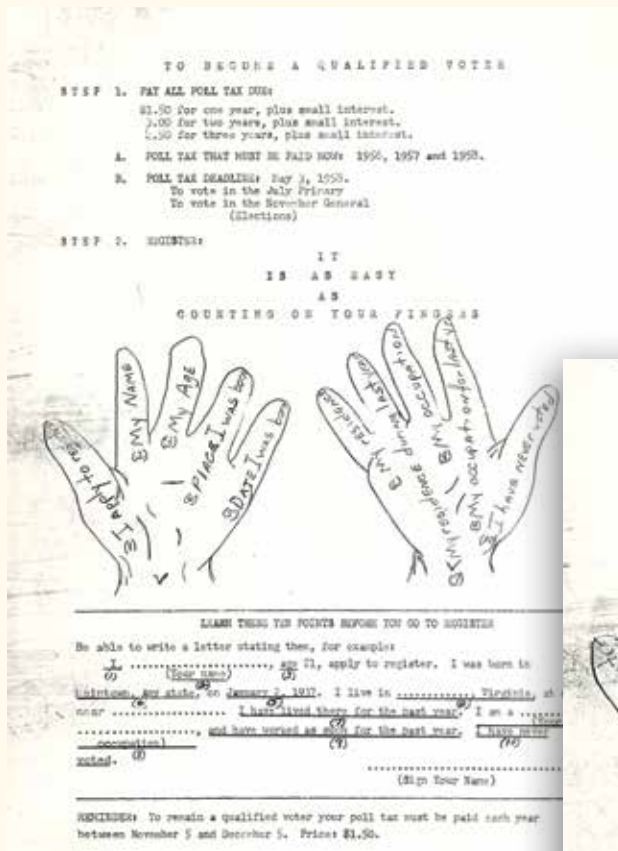 TO BECOME A QUALIFIED VOTER
STEP 1. PAY ALL POLL TAX DUE:
$1.50 for one year, plus small interest.
3.00 for two years, plus small interest.
4.50 for three years, plus small interest.
A. POLL TAX THAT MUST BE PAID NOW: 1956, 1957 and 1958.
B. POLL TAX DEADLINE: May 3, 1958.
To vote in the July Primary
To vote in the November General
(Elections)
STEP 2. REGISTER:
IT
IS AS EASY
AS
COUNTING ON YOUR FINGERS
I apply to reg
My NAME
My Age
PLACE I was born
DATE I was born
My residence
My residence during last year
My occupation
My occupation for last yr
I have never voted
LEARN THESE TEN POINTS BEFORE YOU GO TO REGISTER
Be able to write a letter stating them, for example:
I ................, age 21, apply to register. I was born in
(1) (Your name) (3)
Anytown, Any state, on January 2, 1937. I live in ............, Virginia, at
near ................ I have lived there for the past year. I am a ........
(7) (Your
................, and have worked as such for the past year. I have never
occupation) (9) (10)
voted. (8)
(Sign Your Name)
REMINDER: To remain a qualified voter your poll tax must be paid each year
between November 5 and December 5. Price: $1.50.